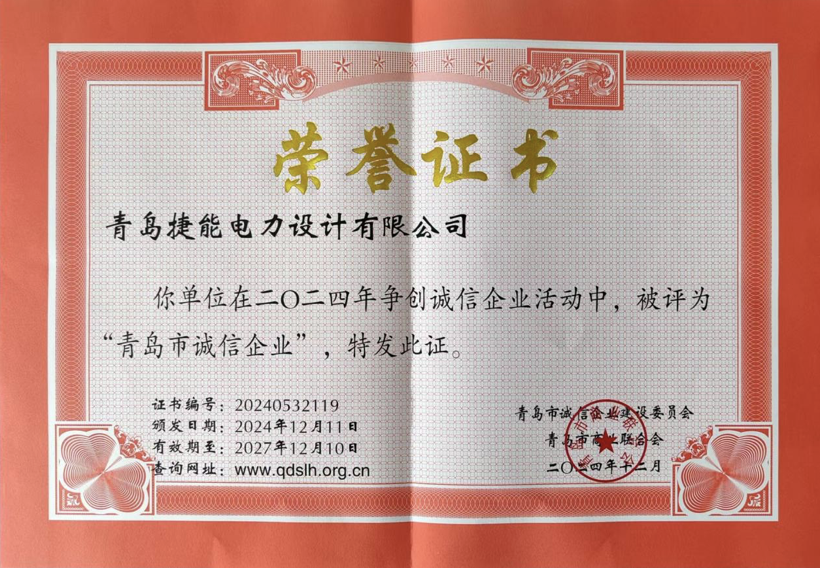 荣誉证书
青岛捷能电力设计有限公司
你单位在二〇二四年争创诚信企业活动中，被评为
“青岛市诚信企业”，特发此证。
证书编号：20240532119
颁发日期：2024年12月11日
有效期至：2027年12月10日
查询网址：www.qdslh.org.cn
青岛市诚信企业建设委员会
青岛市商业联合会
二〇二四年十二月